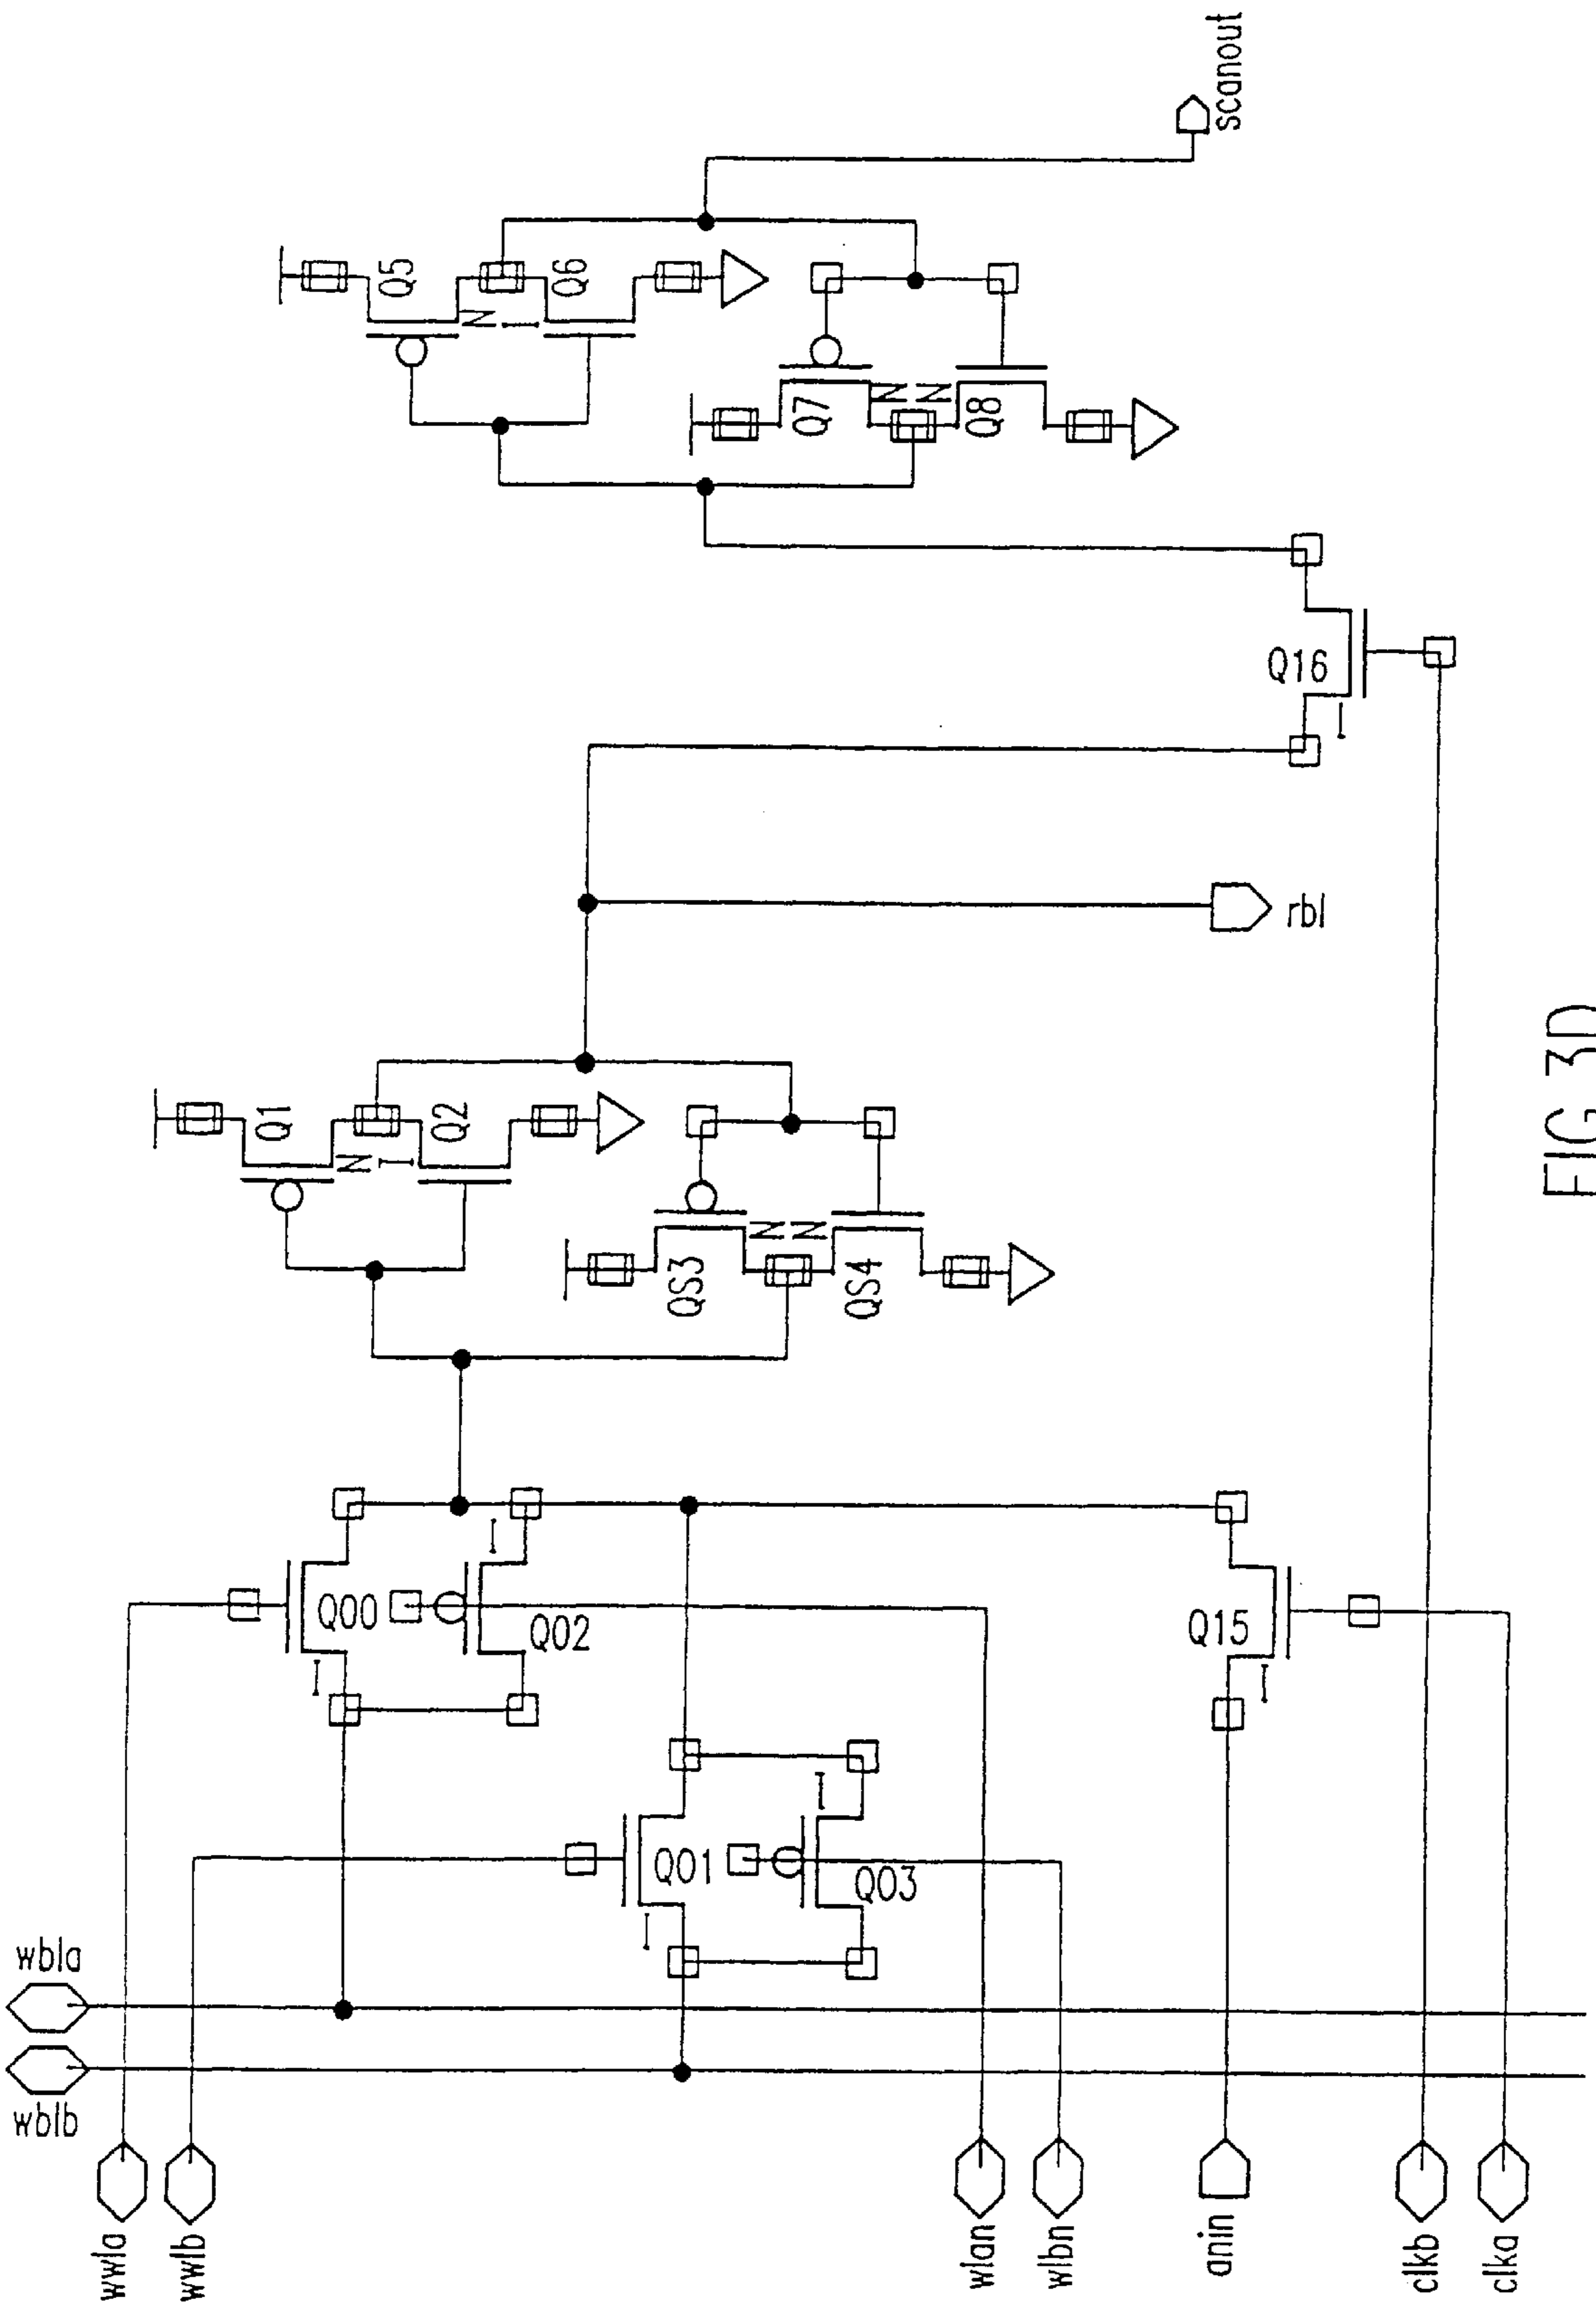 wbla
wblb
wwla
wwlb
wlan
wlbn
anin
clkb
clka
Q00
Q02
Q01
Q03
Q15
Q1
Q2
QS3
QS4
rbl
Q16
Q5
Q6
Q7
Q8
scanout
N
I
N
N
N
I
N
N
I
I
I
I
I
I
FIG 3D